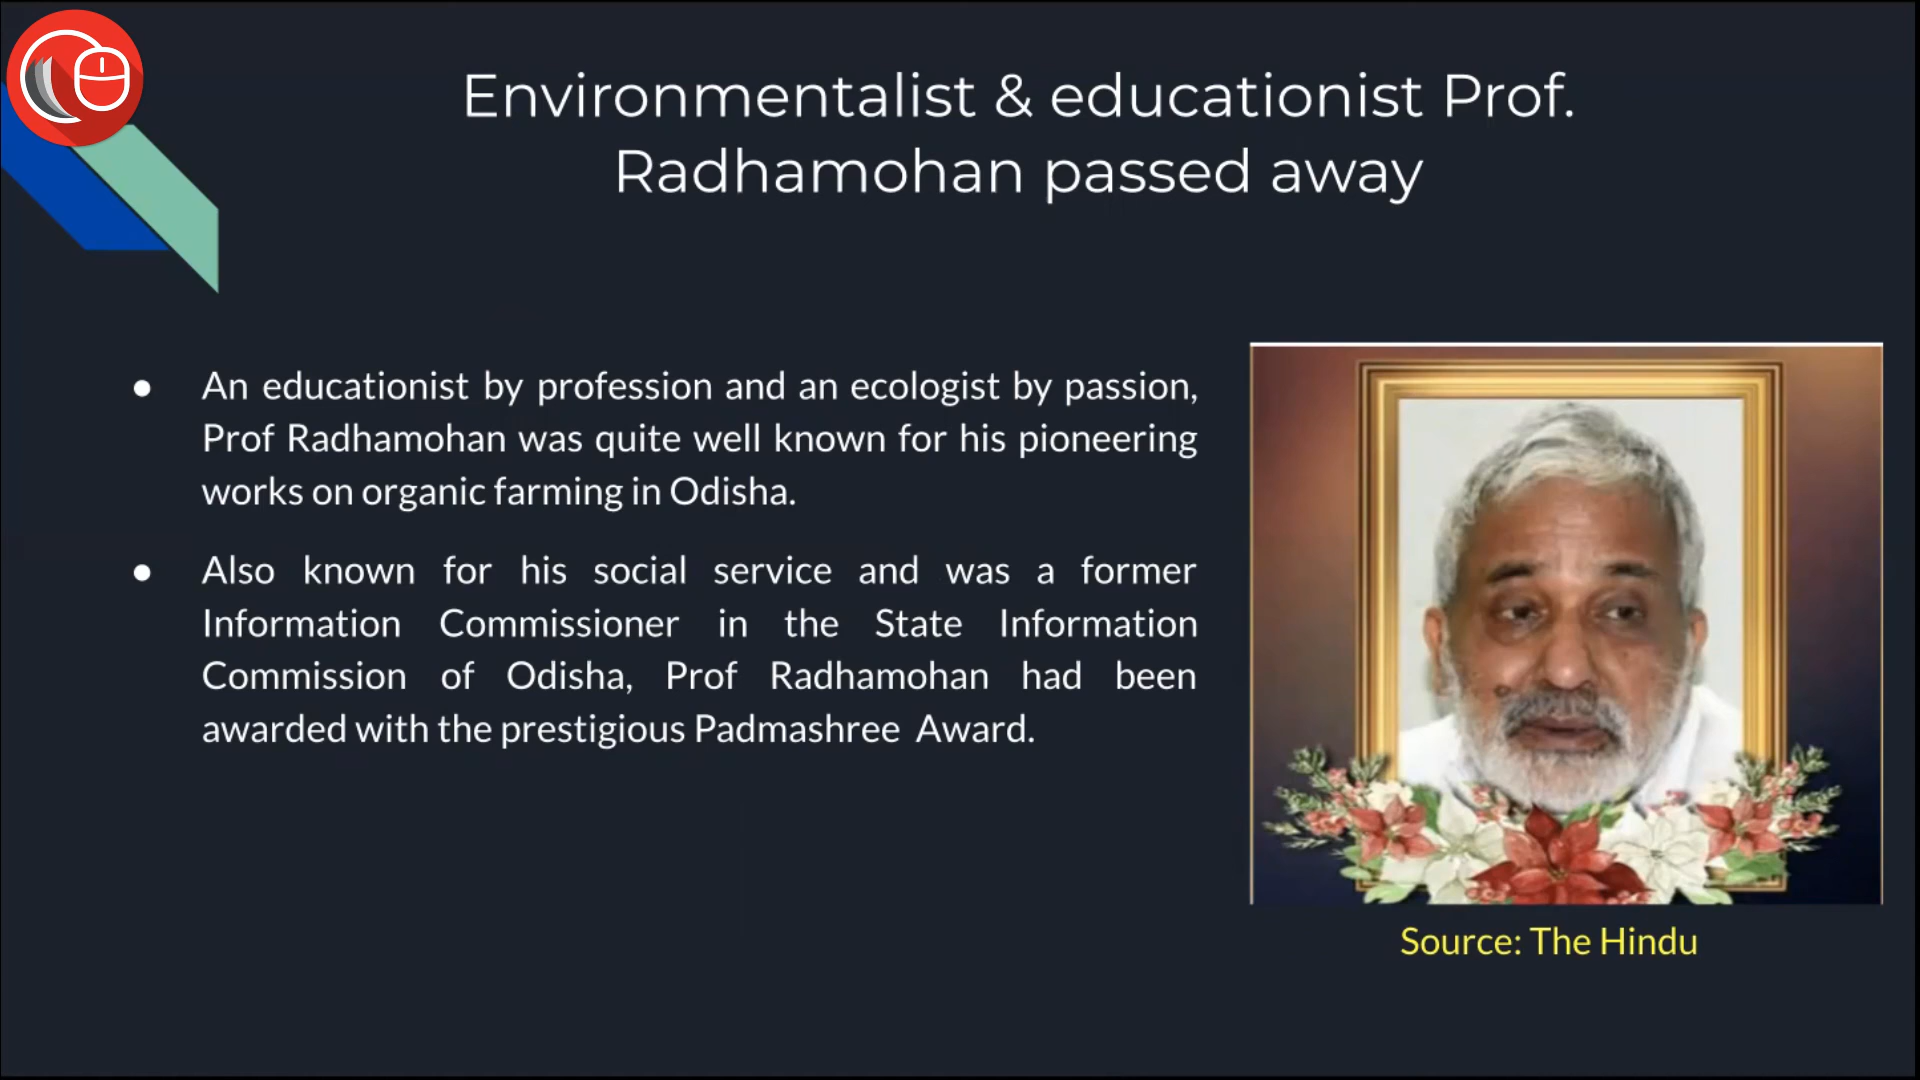 Environmentalist & educationist Prof.
Radhamohan passed away
● An educationist by profession and an ecologist by passion,
Prof Radhamohan was quite well known for his pioneering
works on organic farming in Odisha.
● Also known for his social service and was a former
Information Commissioner in the State Information
Commission of Odisha, Prof Radhamohan had been
awarded with the prestigious Padmashree Award.
Source: The Hindu